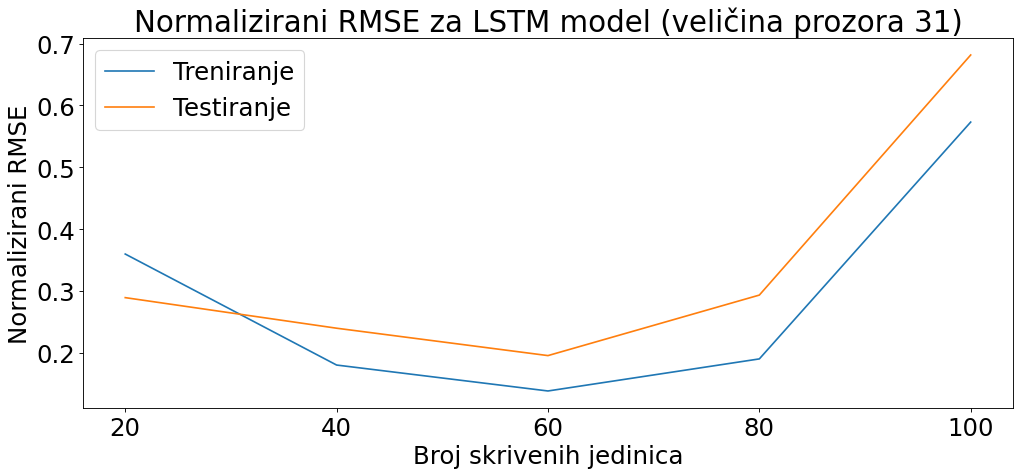 Normalizirani RMSE za LSTM model (veličina prozora 31)
Treniranje
Testiranje
Normalizirani RMSE
0.7
0.6
0.5
0.4
0.3
0.2
20 40 60 80 100
Broj skrivenih jedinica